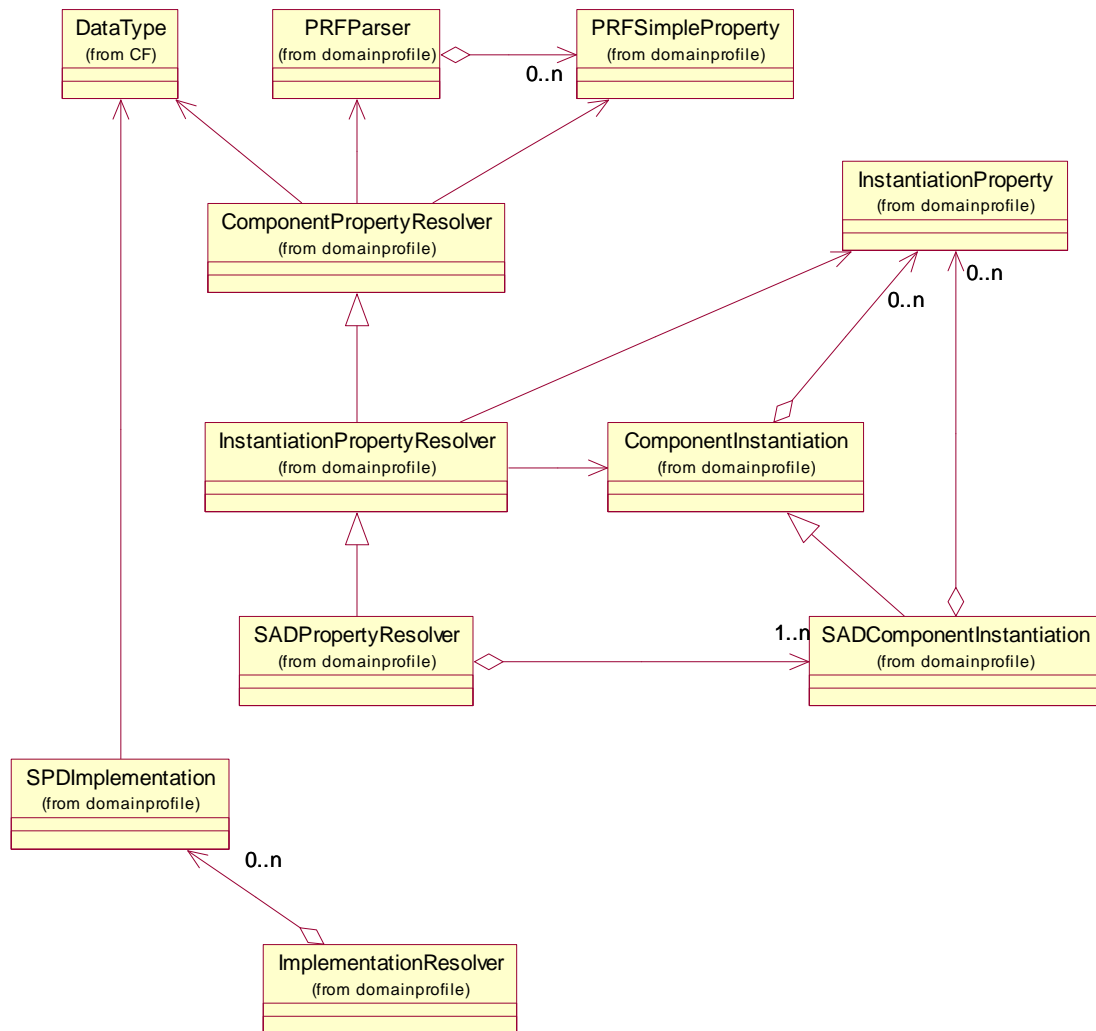 DataType
(from CF)
PRFParser
(from domainprofile)
PRFSimpleProperty
(from domainprofile)
0..n
InstantiationProperty
(from domainprofile)
ComponentPropertyResolver
(from domainprofile)
0..n
0..n
InstantiationPropertyResolver
(from domainprofile)
ComponentInstantiation
(from domainprofile)
SADPropertyResolver
(from domainprofile)
1..n
SADComponentInstantiation
(from domainprofile)
SPDImplementation
(from domainprofile)
0..n
ImplementationResolver
(from domainprofile)